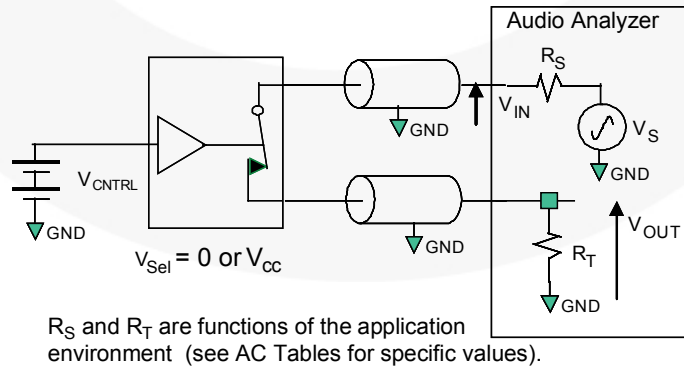 Audio Analyzer
R_S
V_IN
GND
V_S
GND
V_CNTRL
GND
GND
V_OUT
R_T
V_Sel = 0 or V_cc
GND
R_S and R_T are functions of the application
environment (see AC Tables for specific values).